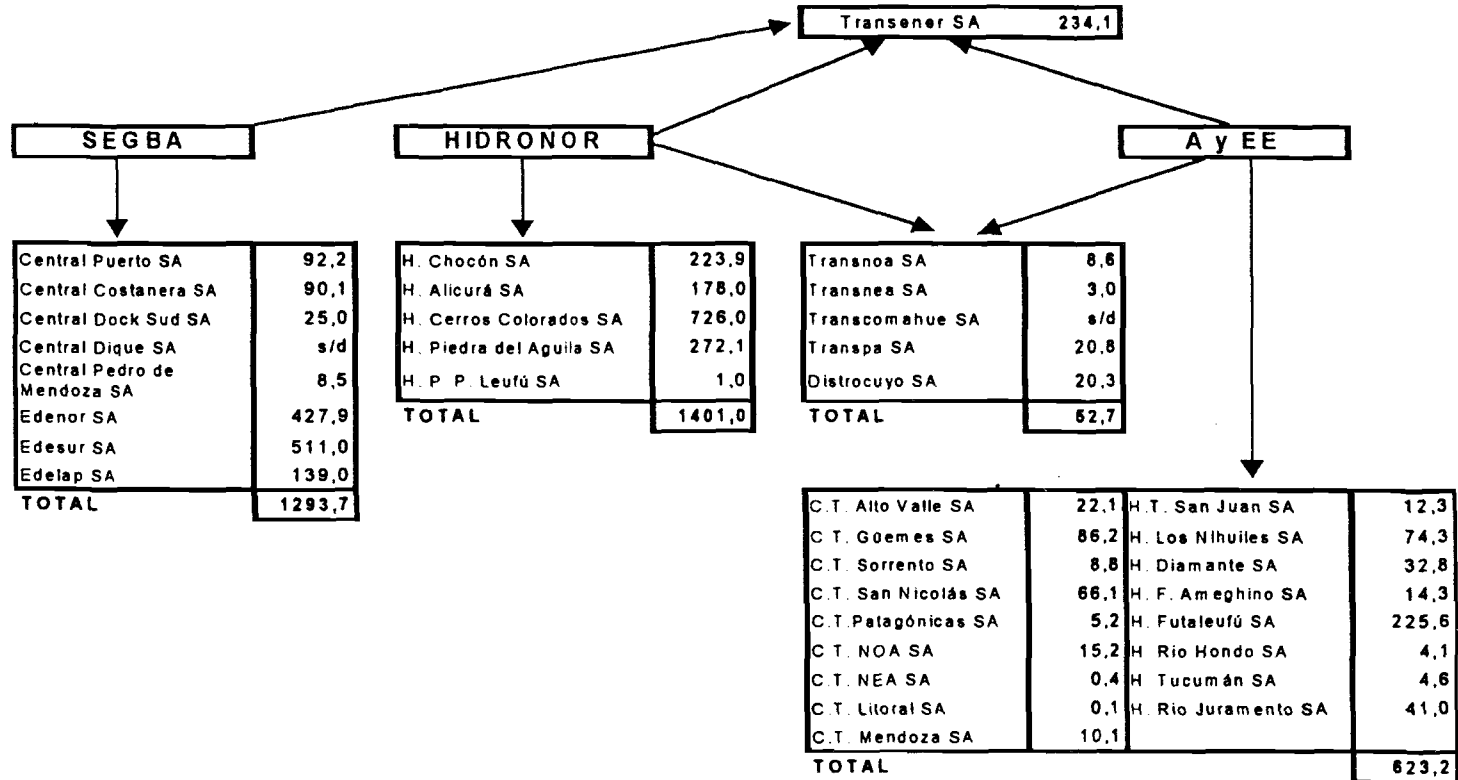 Transener SA 234,1
SEGBA HIDRONOR A y EE
Central Puerto SA 92,2
Central Costanera SA 90,1
Central Dock Sud SA 25,0
Central Dique SA s/d
Central Pedro de
Mendoza SA 8,5
Edenor SA 427,9
Edesur SA 511,0
Edelap SA 139,0
TOTAL 1293,7
H. Chocón SA 223,9
H. Alicurá SA 178,0
H. Cerros Colorados SA 726,0
H. Piedra del Aguila SA 272,1
H. P P. Leufú SA 1,0
TOTAL 1401,0
Transnoa SA 8,6
Transnea SA 3,0
Transcomahue SA s/d
Transpa SA 20,8
Distrocuyo SA 20,3
TOTAL 52,7
C.T. Alto Valle SA 22,1 H.T. San Juan SA 12,3
C T. Güemes SA 86,2 H. Los Nihuiles SA 74,3
C.T. Sorrento SA 8,8 H. Diamante SA 32,8
C.T. San Nicolás SA 66,1 H. F. Ameghino SA 14,3
C.T.Patagónicas SA 5,2 H. Futaleufú SA 225,6
C T. NOA SA 15,2 H Rio Hondo SA 4,1
C.T. NEA SA 0,4 H Tucumán SA 4,6
C.T. Litoral SA 0,1 H. Rio Juramento SA 41,0
C.T. Mendoza SA 10,1
TOTAL 623,2